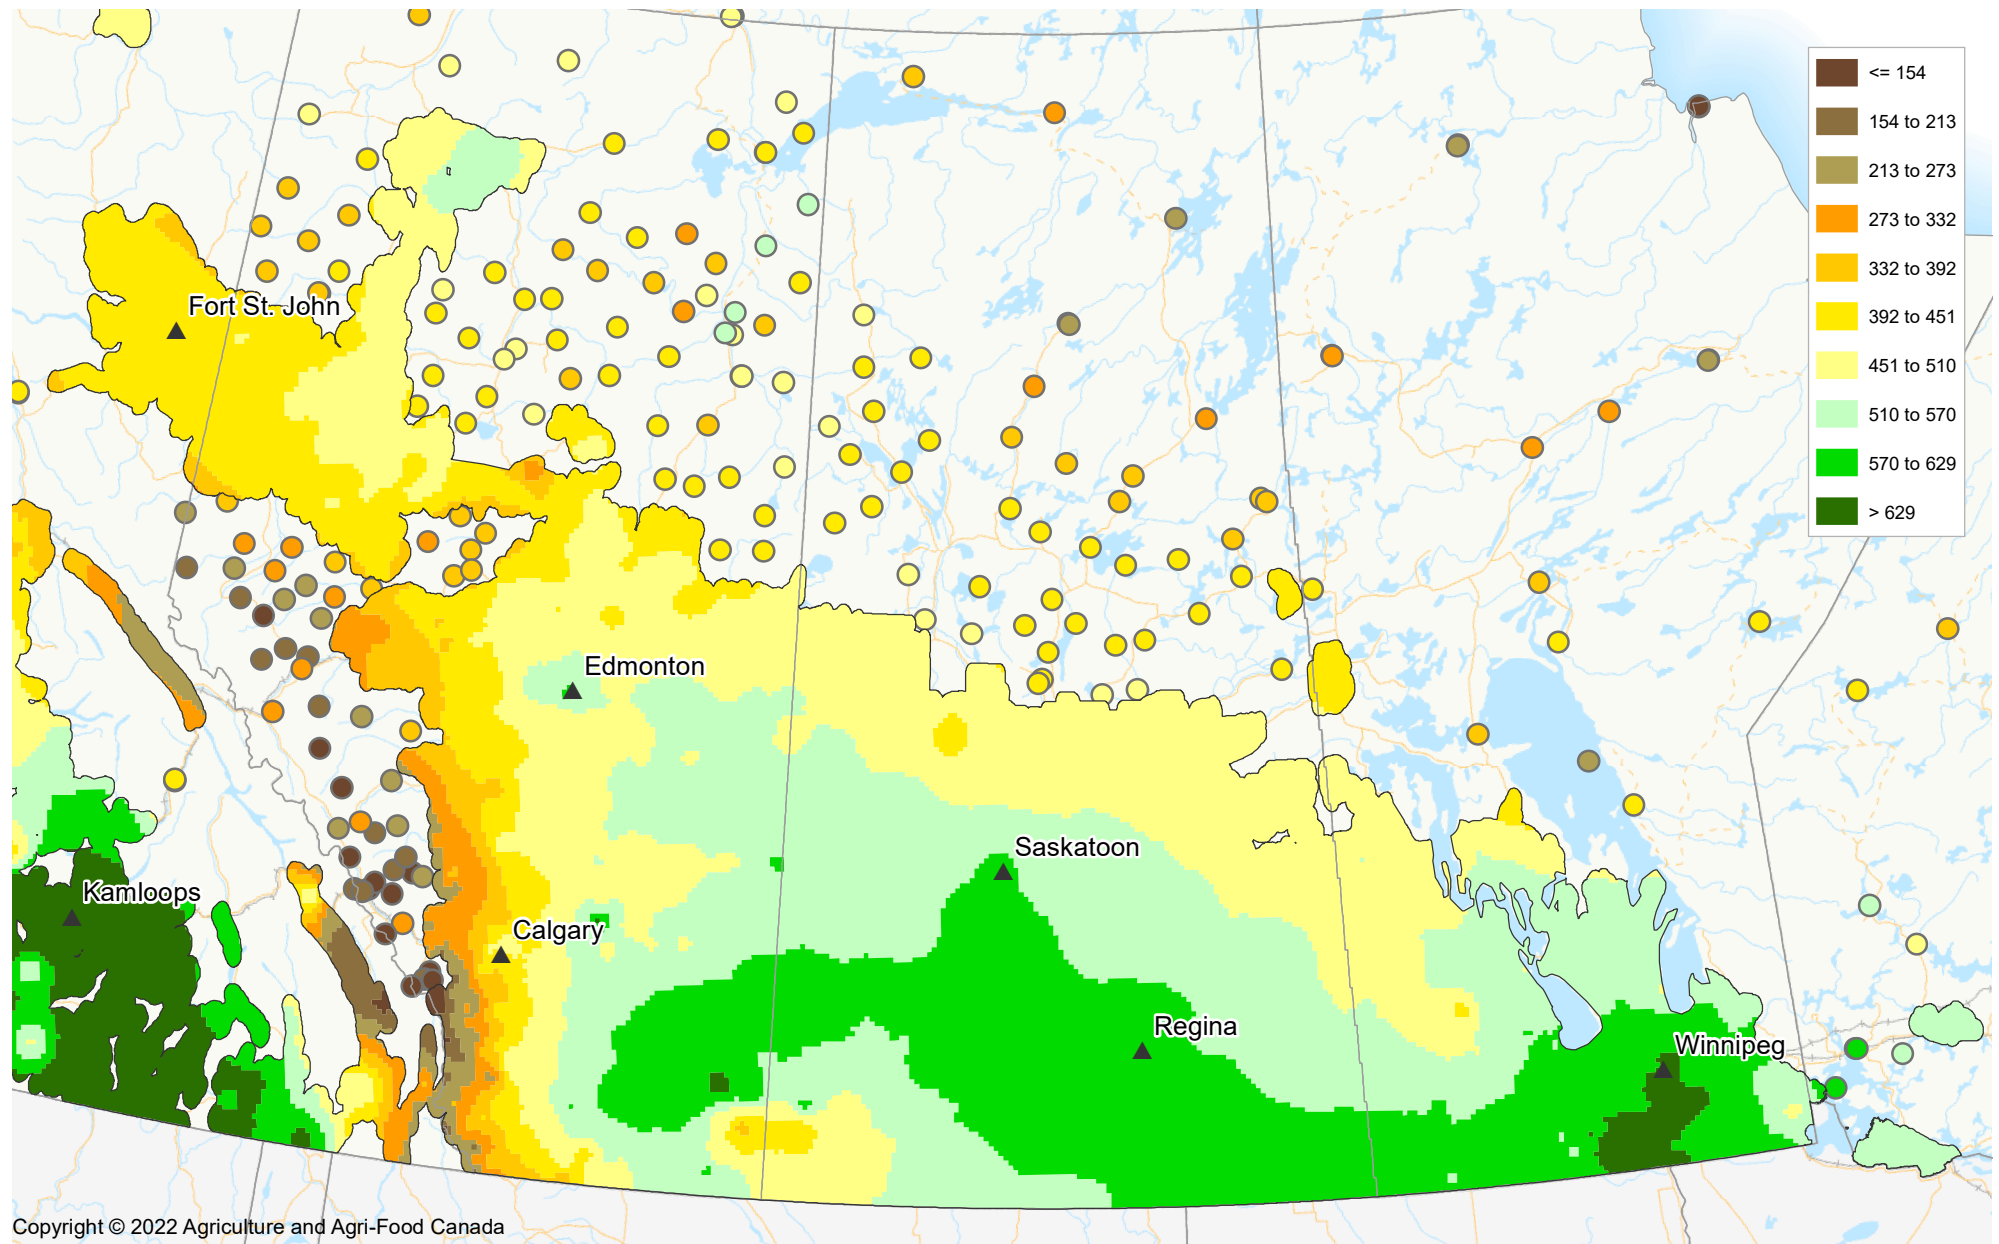 <= 154
154 to 213
213 to 273
273 to 332
332 to 392
392 to 451
451 to 510
510 to 570
570 to 629
> 629
Fort St. John
Edmonton
Saskatoon
Kamloops
Calgary
Regina
Winnipeg
Copyright © 2022 Agriculture and Agri-Food Canada